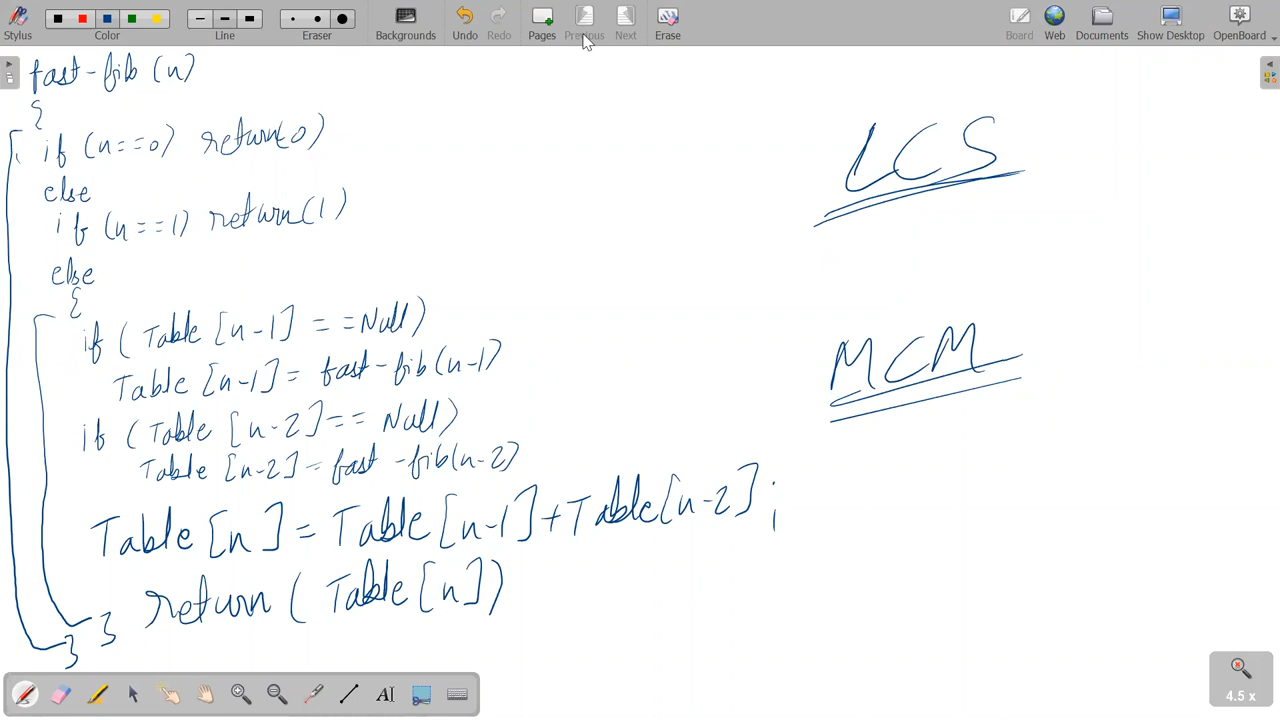 Stylus
Color
Line
Eraser
Backgrounds
Undo
Redo
Pages
Previous
Next
Erase
Board
Web
Documents
Show Desktop
OpenBoard
fast-fib (n)
{
if (n==0) return(0)
else
if (n==1) return(1)
else
{
if (Table [n-1] ==Null)
Table [n-1] = fast-fib(n-1)
if (Table [n-2]== Null)
Table [n-2]=fast-fib(n-2)
Table [n] = Table [n-1]+Table[n-2];
return (Table[n])
}
}
LCS
MCM
4.5 x